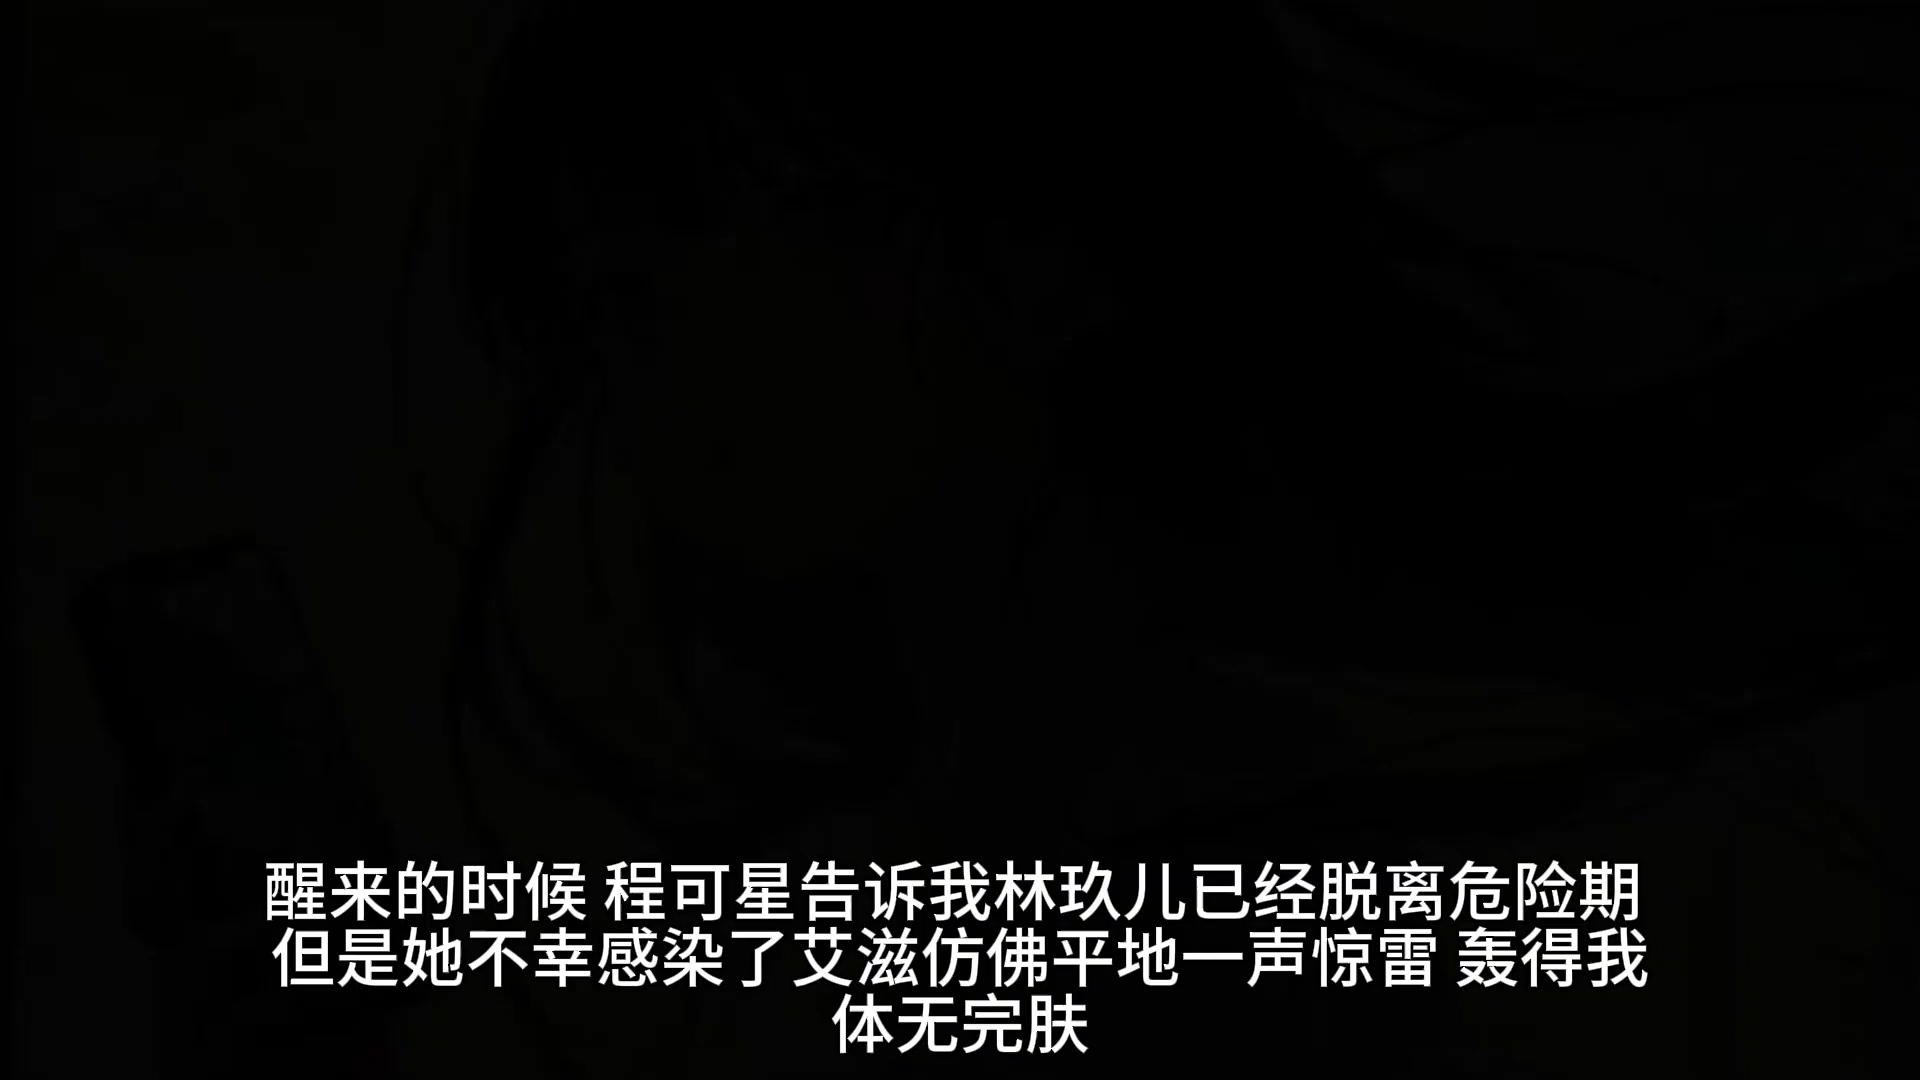 醒来的时候 程可星告诉我林玖儿已经脱离危险期
但是她不幸感染了艾滋仿佛平地一声惊雷 轰得我
体无完肤